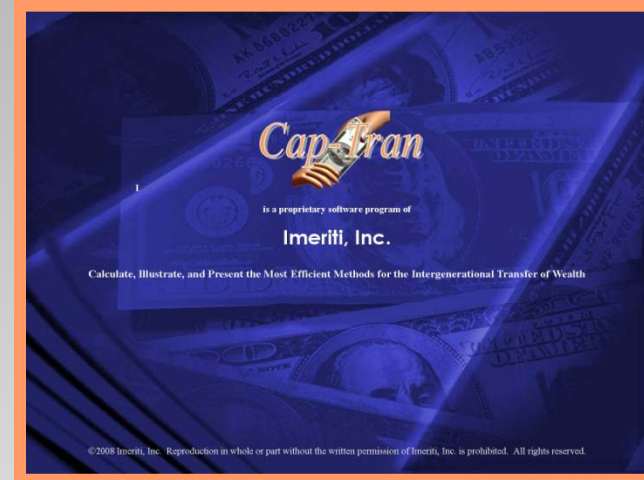 AK 86882
Cap-Tran
I
is a proprietary software program of
Imeriti, Inc.
Calculate, Illustrate, and Present the Most Efficient Methods for the Intergenerational Transfer of Wealth
©2008 Imeriti, Inc. Reproduction in whole or part without the written permission of Imeriti, Inc. is prohibited. All rights reserved.